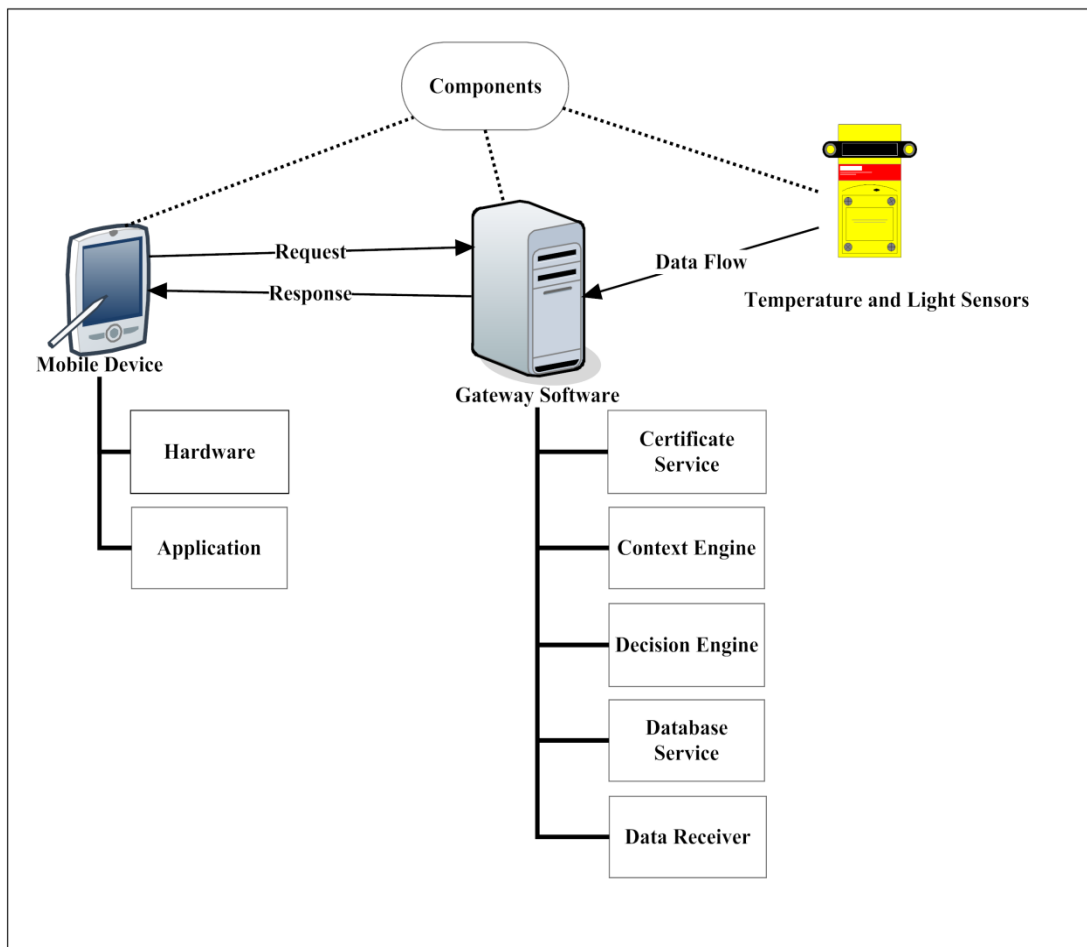 Components
Request
Response
Data Flow
Temperature and Light Sensors
Mobile Device
Gateway Software
Hardware
Application
Certificate
Service
Context Engine
Decision Engine
Database
Service
Data Receiver